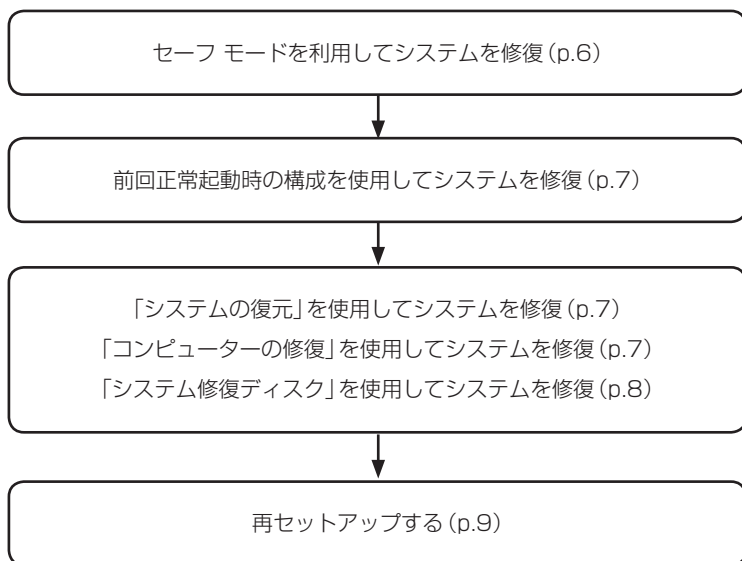 セーフ モードを利用してシステムを修復(p.6)
前回正常起動時の構成を使用してシステムを修復(p.7)
「システムの復元」を使用してシステムを修復(p.7)
「コンピューターの修復」を使用してシステムを修復(p.7)
「システム修復ディスク」を使用してシステムを修復(p.8)
再セットアップする(p.9)